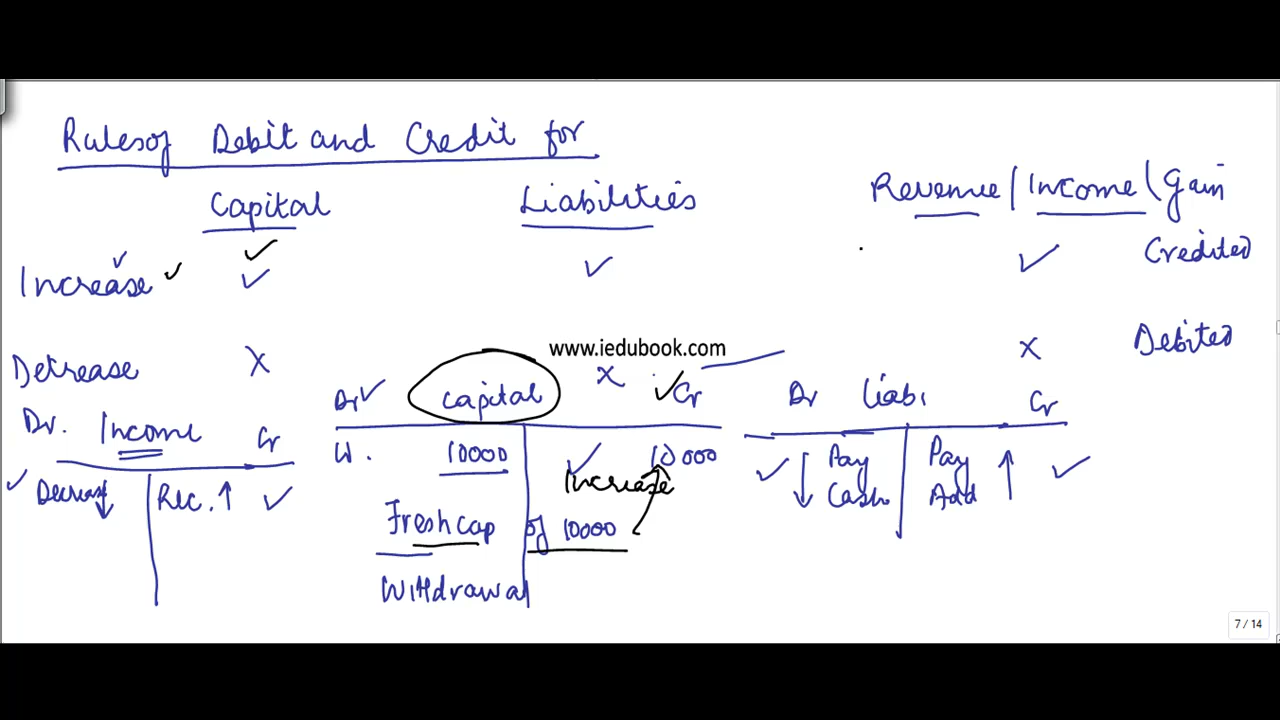 Rules of Debit and Credit for
Capital Liabilities Revenue / Income \ Gain
Increase Credited
Decrease Debited
www.iedubook.com
Dr Capital Cr
W. 10000 10000
Increase
Fresh cap of 10000
Withdrawal
Dr. Income Cr
Decrease Rec.
Dr Liabi Cr
Pay Cash Pay Add
7 / 14